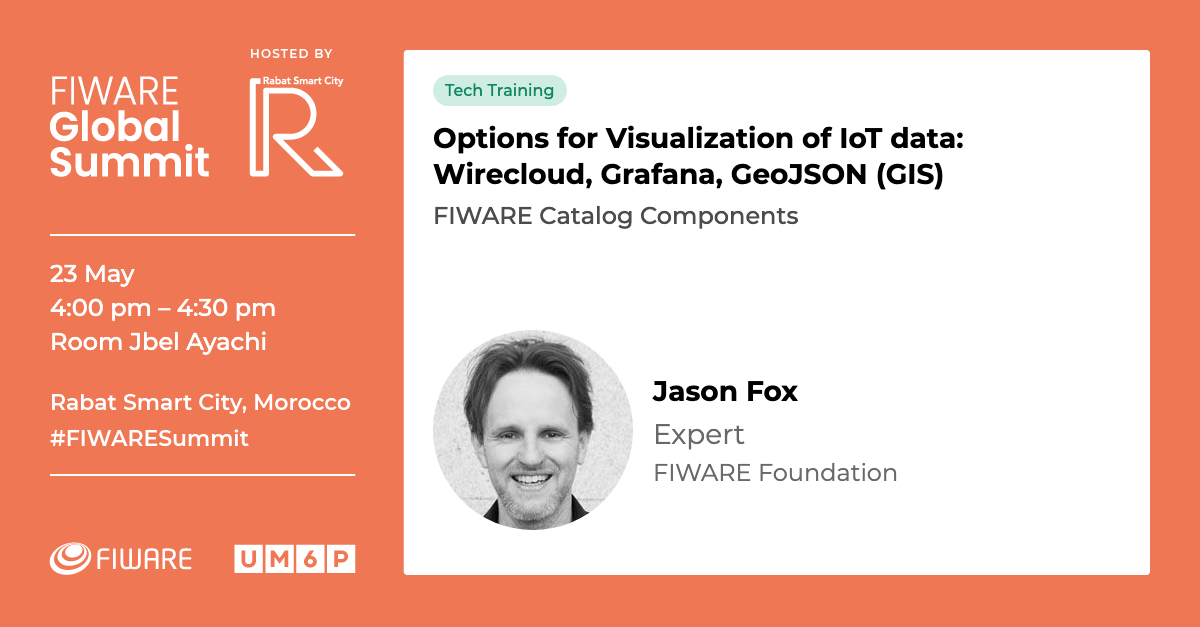 HOSTED BY
FIWARE
Global
Summit
Rabat Smart City
R
23 May
4:00 pm – 4:30 pm
Room Jbel Ayachi
Rabat Smart City, Morocco
#FIWARESummit
FIWARE
UM6P
Tech Training
Options for Visualization of IoT data:
Wirecloud, Grafana, GeoJSON (GIS)
FIWARE Catalog Components
Jason Fox
Expert
FIWARE Foundation